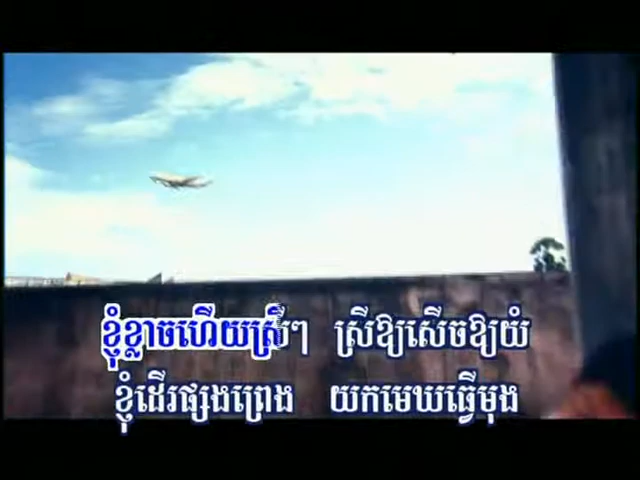 ខ្ញុំខ្លាចហើយស្រីៗ ស្រីឱ្យសើចឱ្យយំ
ខ្ញុំដើរផ្សងព្រេង យកមេឃធ្វើមុង